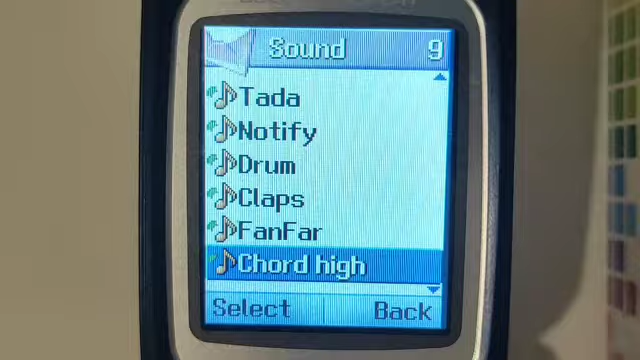 Sound 9
Tada
Notify
Drum
Claps
FanFar
Chord high
Select Back